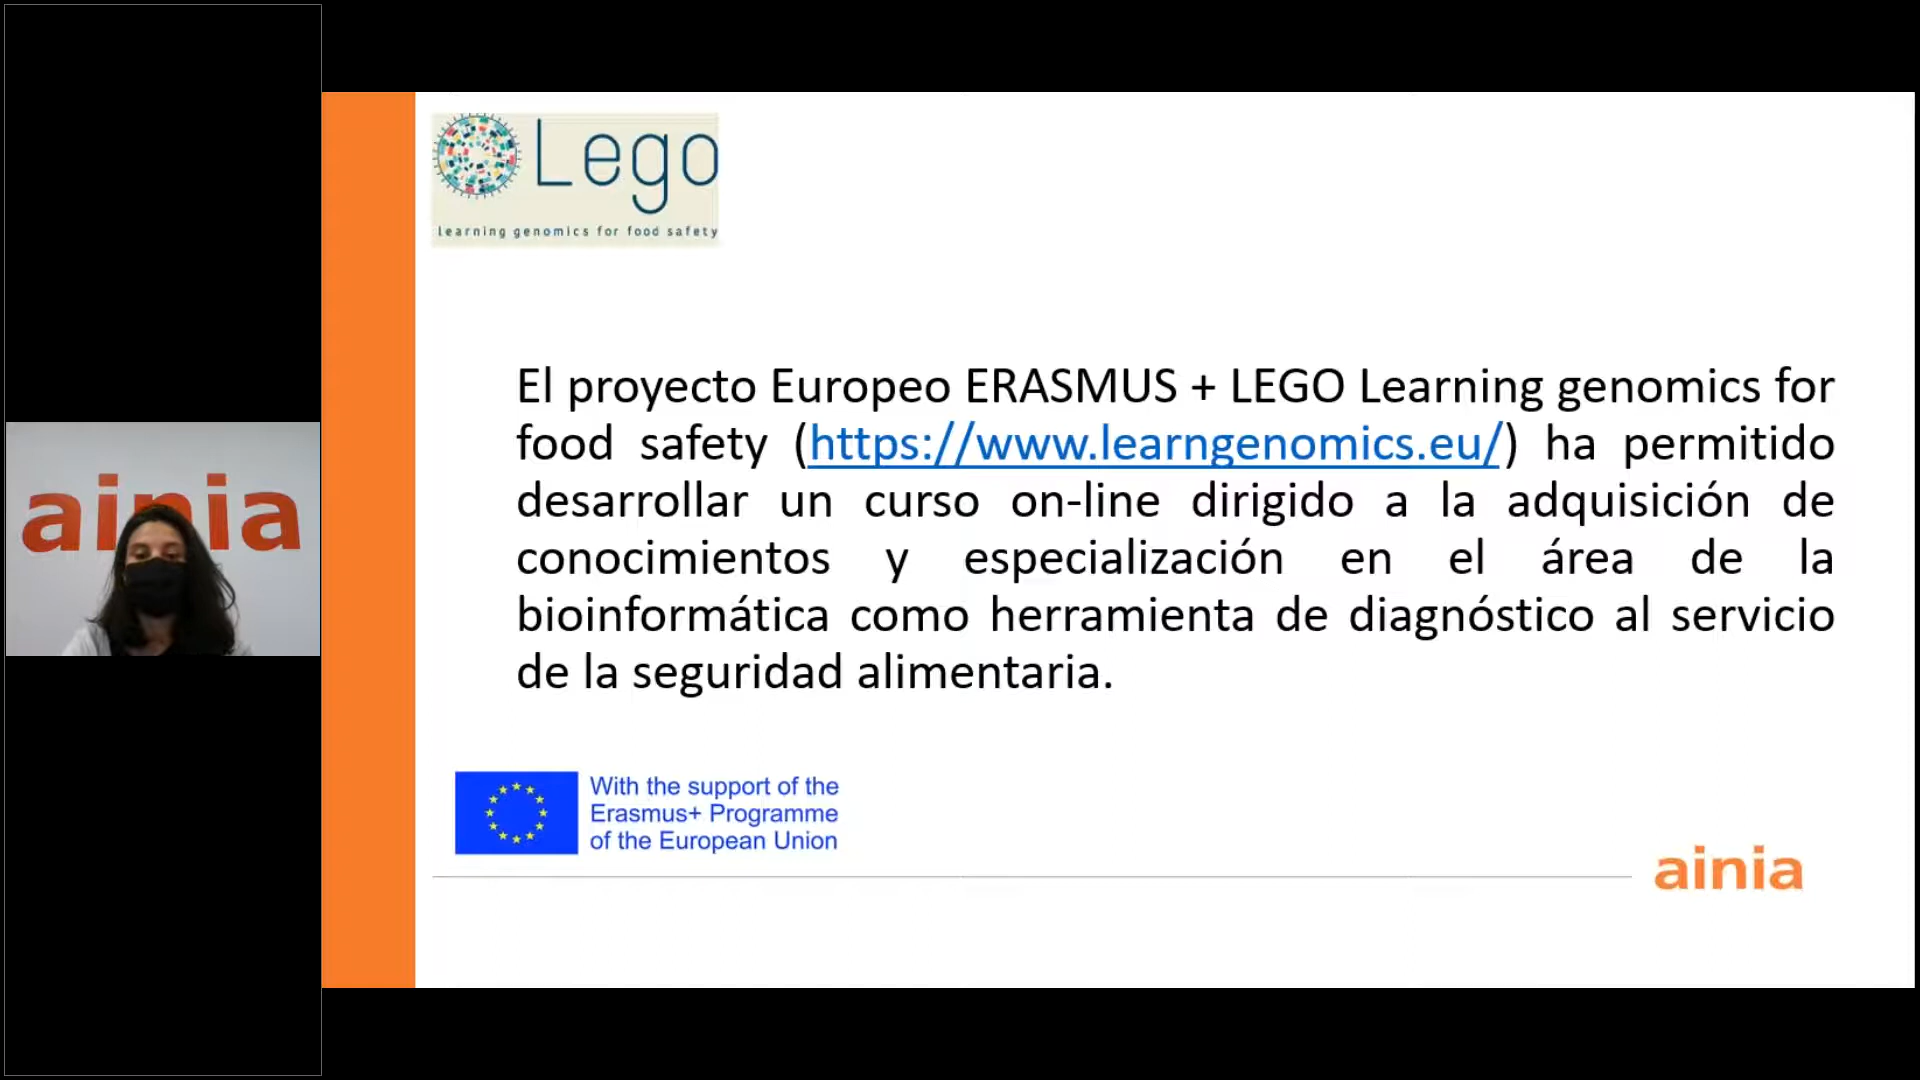 ainia
Lego
learning genomics for food safety
El proyecto Europeo ERASMUS + LEGO Learning genomics for
food safety (https://www.learngenomics.eu/) ha permitido
desarrollar un curso on-line dirigido a la adquisición de
conocimientos y especialización en el área de la
bioinformática como herramienta de diagnóstico al servicio
de la seguridad alimentaria.
With the support of the
Erasmus+ Programme
of the European Union
ainia